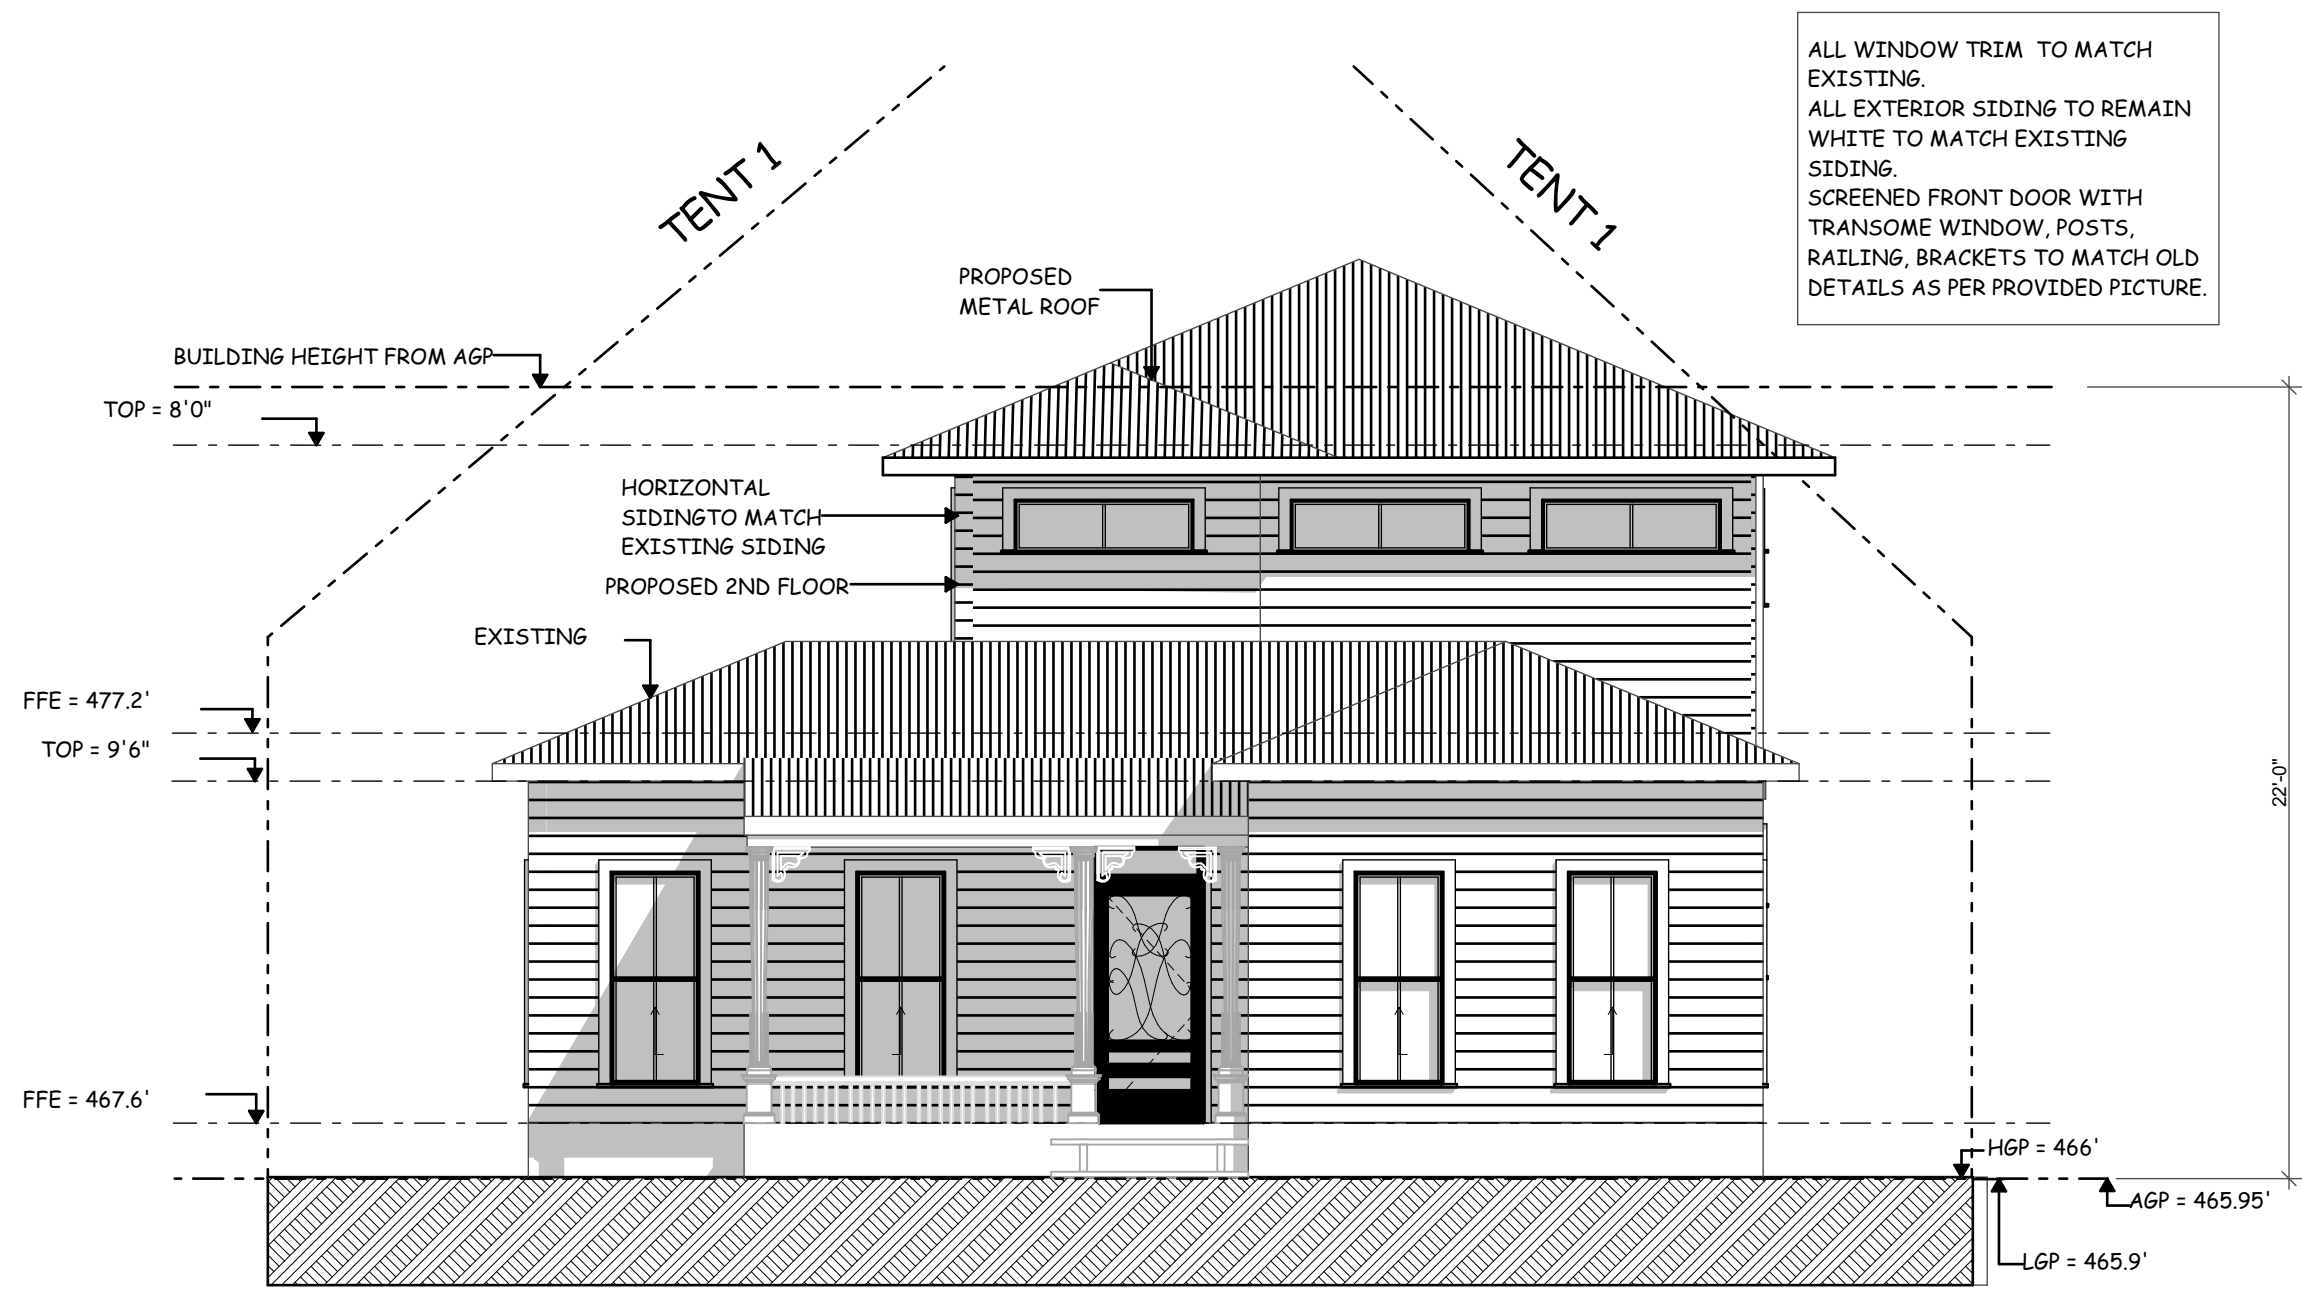 ALL WINDOW TRIM TO MATCH
EXISTING.
ALL EXTERIOR SIDING TO REMAIN
WHITE TO MATCH EXISTING
SIDING.
SCREENED FRONT DOOR WITH
TRANSOME WINDOW, POSTS,
RAILING, BRACKETS TO MATCH OLD
DETAILS AS PER PROVIDED PICTURE.
TENT 1
TENT 1
PROPOSED
METAL ROOF
BUILDING HEIGHT FROM AGP
TOP = 8'0"
HORIZONTAL
SIDINGTO MATCH
EXISTING SIDING
PROPOSED 2ND FLOOR
EXISTING
FFE = 477.2'
TOP = 9'6"
22'-0"
FFE = 467.6'
HGP = 466'
AGP = 465.95'
LGP = 465.9'